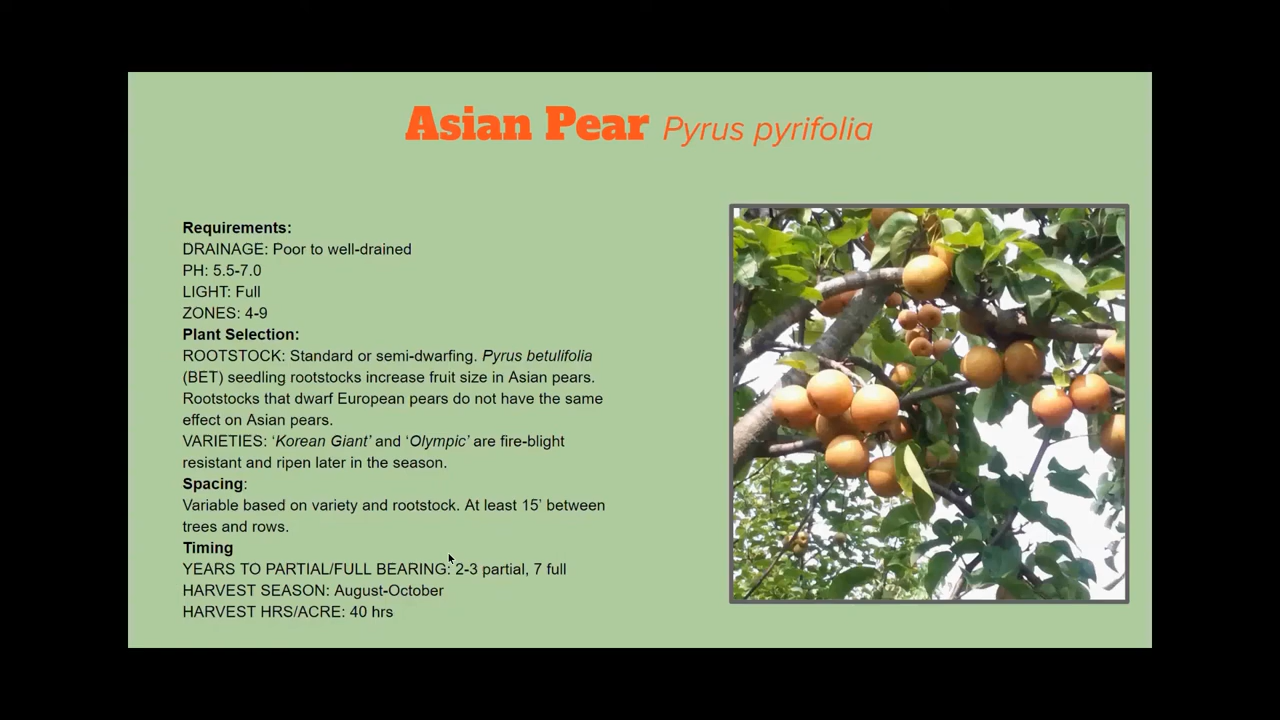 Asian Pear Pyrus pyrifolia
Requirements:
DRAINAGE: Poor to well-drained
PH: 5.5-7.0
LIGHT: Full
ZONES: 4-9
Plant Selection:
ROOTSTOCK: Standard or semi-dwarfing. Pyrus betulifolia
(BET) seedling rootstocks increase fruit size in Asian pears.
Rootstocks that dwarf European pears do not have the same
effect on Asian pears.
VARIETIES: ‘Korean Giant’ and ‘Olympic’ are fire-blight
resistant and ripen later in the season.
Spacing:
Variable based on variety and rootstock. At least 15’ between
trees and rows.
Timing
YEARS TO PARTIAL/FULL BEARING: 2-3 partial, 7 full
HARVEST SEASON: August-October
HARVEST HRS/ACRE: 40 hrs